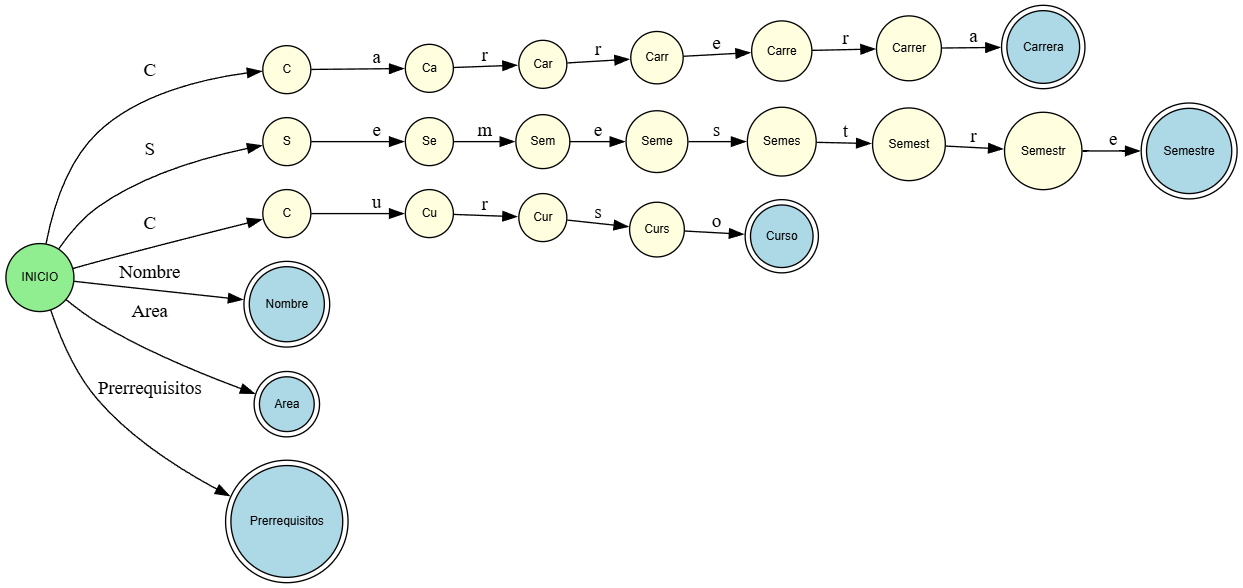 C
C
a
Ca
r
Car
r
Carr
e
Carre
r
Carrer
a
Carrera
S
S
e
Se
m
Sem
e
Seme
s
Semes
t
Semest
r
Semestr
e
Semestre
C
C
u
Cu
r
Cur
s
Curs
o
Curso
INICIO
Nombre
Nombre
Area
Area
Prerrequisitos
Prerrequisitos